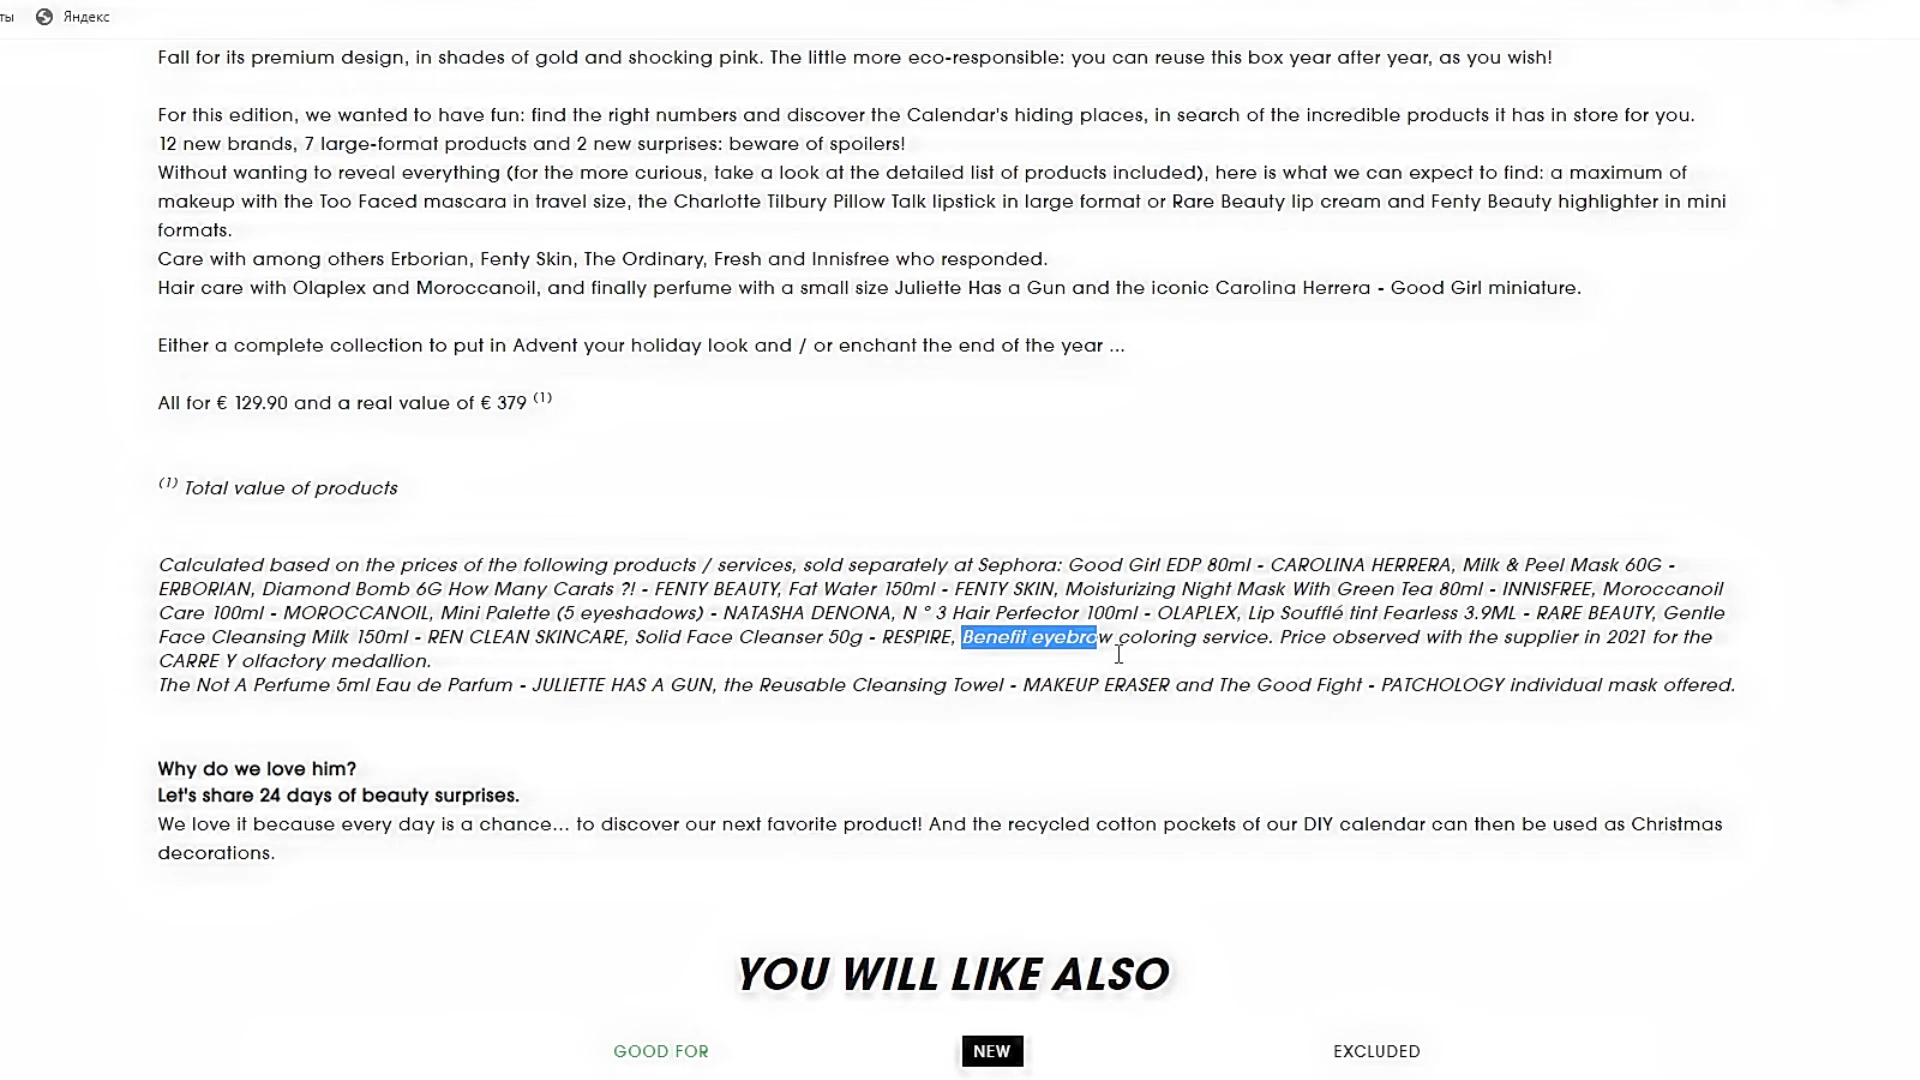 ты Яндекс
Fall for its premium design, in shades of gold and shocking pink. The little more eco-responsible: you can reuse this box year after year, as you wish!
For this edition, we wanted to have fun: find the right numbers and discover the Calendar's hiding places, in search of the incredible products it has in store for you.
12 new brands, 7 large-format products and 2 new surprises: beware of spoilers!
Without wanting to reveal everything (for the more curious, take a look at the detailed list of products included), here is what we can expect to find: a maximum of
makeup with the Too Faced mascara in travel size, the Charlotte Tilbury Pillow Talk lipstick in large format or Rare Beauty lip cream and Fenty Beauty highlighter in mini
formats.
Care with among others Erborian, Fenty Skin, The Ordinary, Fresh and Innisfree who responded.
Hair care with Olaplex and Moroccanoil, and finally perfume with a small size Juliette Has a Gun and the iconic Carolina Herrera - Good Girl miniature.
Either a complete collection to put in Advent your holiday look and / or enchant the end of the year ...
All for € 129.90 and a real value of € 379 (1)
(1) Total value of products
Calculated based on the prices of the following products / services, sold separately at Sephora: Good Girl EDP 80ml - CAROLINA HERRERA, Milk & Peel Mask 60G -
ERBORIAN, Diamond Bomb 6G How Many Carats ?! - FENTY BEAUTY, Fat Water 150ml - FENTY SKIN, Moisturizing Night Mask With Green Tea 80ml - INNISFREE, Moroccanoil
Care 100ml - MOROCCANOIL, Mini Palette (5 eyeshadows) - NATASHA DENONA, N ° 3 Hair Perfector 100ml - OLAPLEX, Lip Soufflé tint Fearless 3.9ML - RARE BEAUTY, Gentle
Face Cleansing Milk 150ml - REN CLEAN SKINCARE, Solid Face Cleanser 50g - RESPIRE, Benefit eyebrow coloring service. Price observed with the supplier in 2021 for the
CARRE Y olfactory medallion.
The Not A Perfume 5ml Eau de Parfum - JULIETTE HAS A GUN, the Reusable Cleansing Towel - MAKEUP ERASER and The Good Fight - PATCHOLOGY individual mask offered.
Why do we love him?
Let's share 24 days of beauty surprises.
We love it because every day is a chance... to discover our next favorite product! And the recycled cotton pockets of our DIY calendar can then be used as Christmas
decorations.
YOU WILL LIKE ALSO
GOOD FOR NEW EXCLUDED